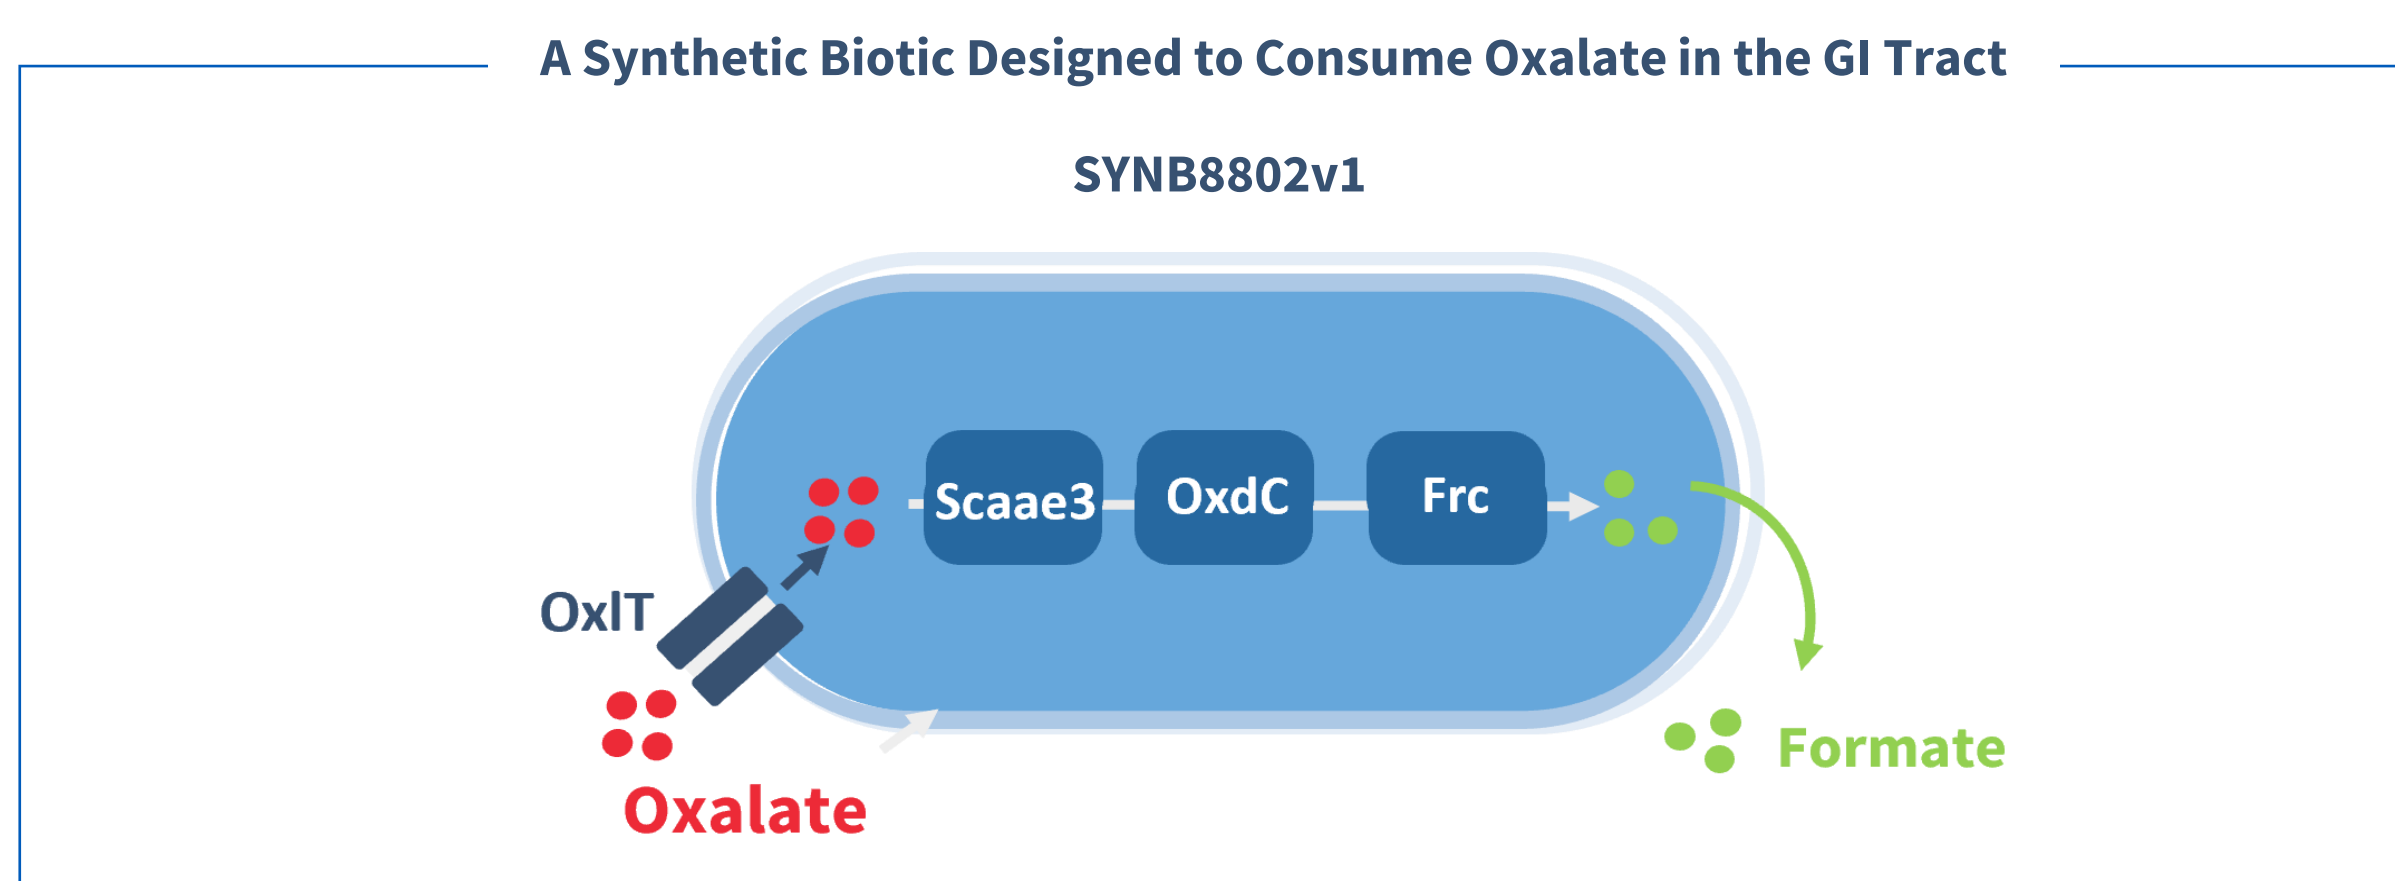 A Synthetic Biotic Designed to Consume Oxalate in the GI Tract
SYNB8802v1
Scaae3
OxdC
Frc
OxlT
Oxalate
Formate